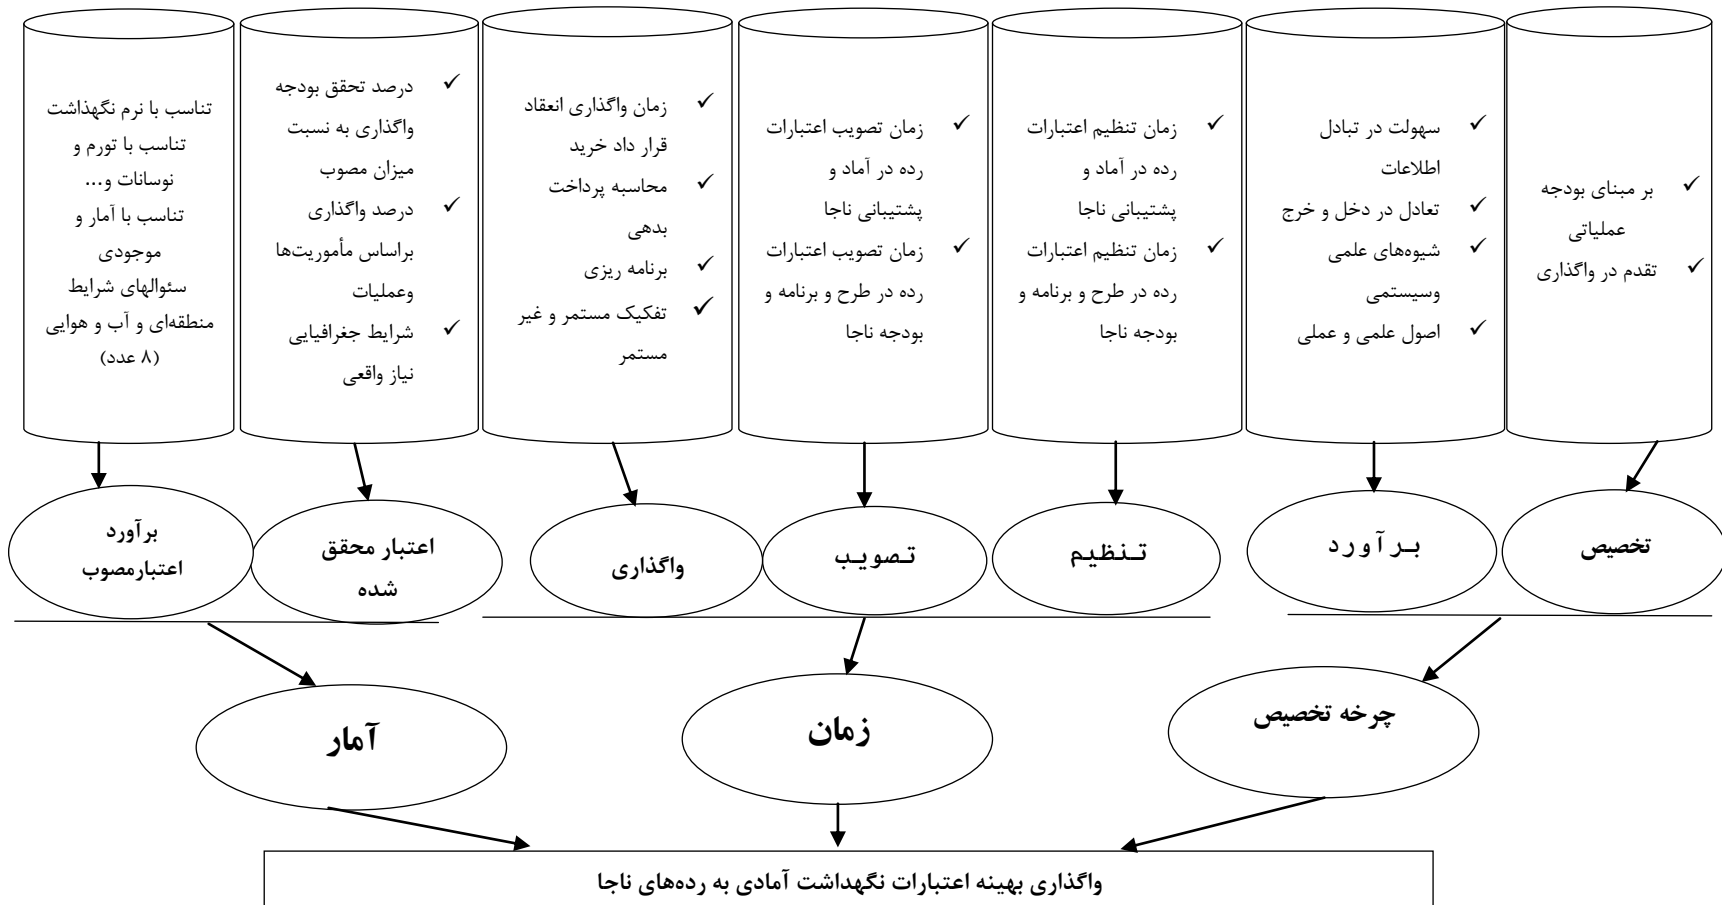 بر مبنای بودجه
عملیاتی
تقدم در واگذاری
سهولت در تبادل
اطلاعات
تعادل در دخل و خرج
شیوه‌های علمی
وسیستمی
اصول علمی و عملی
زمان تنظیم اعتبارات
رده در آماد و
پشتیبانی ناجا
زمان تنظیم اعتبارات
رده در طرح و برنامه و
بودجه ناجا
زمان تصویب اعتبارات
رده در آماد و
پشتیبانی ناجا
زمان تصویب اعتبارات
رده در طرح و برنامه و
بودجه ناجا
زمان واگذاری انعقاد
قرار داد خرید
محاسبه پرداخت
بدهی
برنامه ریزی
تفکیک مستمر و غیر
مستمر
درصد تحقق بودجه
واگذاری به نسبت
میزان مصوب
درصد واگذاری
براساس مأموریت‌ها
وعملیات
شرایط جغرافیایی
نیاز واقعی
تناسب با نرم نگهذاشت
تناسب با تورم و
نوسانات و...
تناسب با آمار و
موجودی
سئوالهای شرایط
منطقه‌ای و آب و هوایی
(۸ عدد)
تخصیص
بـرآورد
تـنظیم
تـصویـب
واگذاری
اعتبار محقق
شده
برآورد
اعتبارمصوب
چرخه تخصیص
زمان
آمار
واگذاری بهینه اعتبارات نگهداشت آمادی به رده‌های ناجا